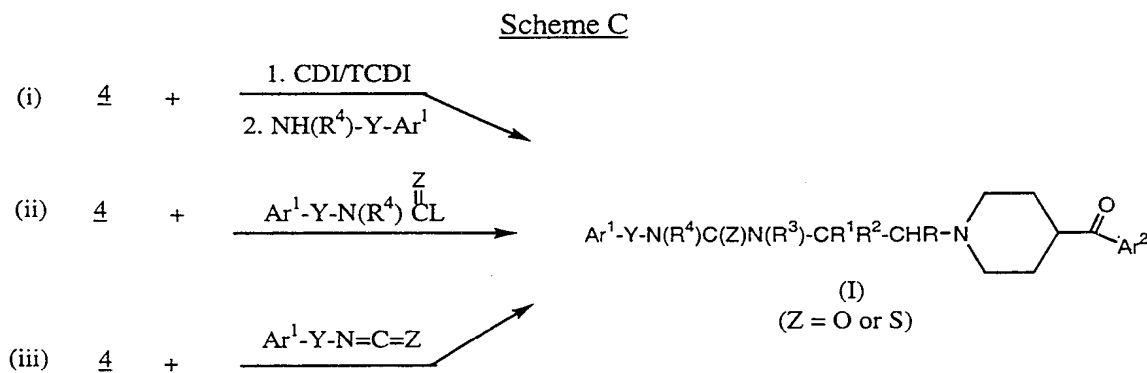 Scheme C
(i) 4 + 1. CDI/TCDI
2. NH(R⁴)-Y-Ar¹
(ii) 4 + Ar¹-Y-N(R⁴) CL
Z
Ar¹-Y-N(R⁴)C(Z)N(R³)-CR¹R²-CHR-N
O
Ar²
(I)
(Z = O or S)
(iii) 4 + Ar¹-Y-N=C=Z